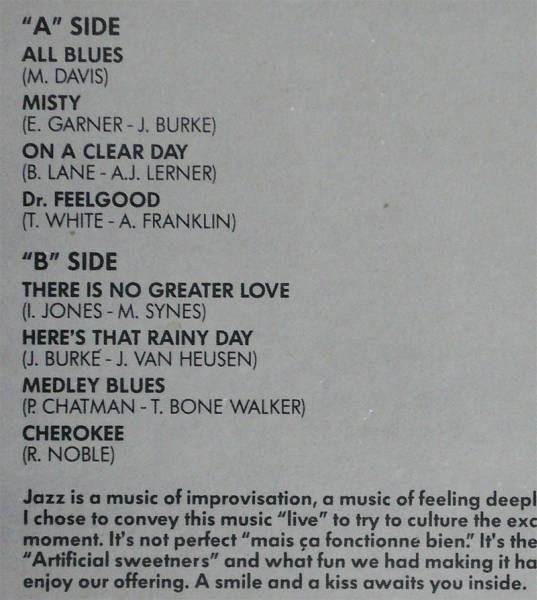 “A” SIDE
ALL BLUES
(M. DAVIS)
MISTY
(E. GARNER - J. BURKE)
ON A CLEAR DAY
(B. LANE - A.J. LERNER)
Dr. FEELGOOD
(T. WHITE - A. FRANKLIN)
“B” SIDE
THERE IS NO GREATER LOVE
(I. JONES - M. SYNES)
HERE'S THAT RAINY DAY
(J. BURKE - J. VAN HEUSEN)
MEDLEY BLUES
(P. CHATMAN - T. BONE WALKER)
CHEROKEE
(R. NOBLE)
Jazz is a music of improvisation, a music of feeling deepl
I chose to convey this music “live” to try to culture the exc
moment. It's not perfect “mais ça fonctionne bien.” It's the
“Artificial sweetners” and what fun we had making it ha
enjoy our offering. A smile and a kiss awaits you inside.